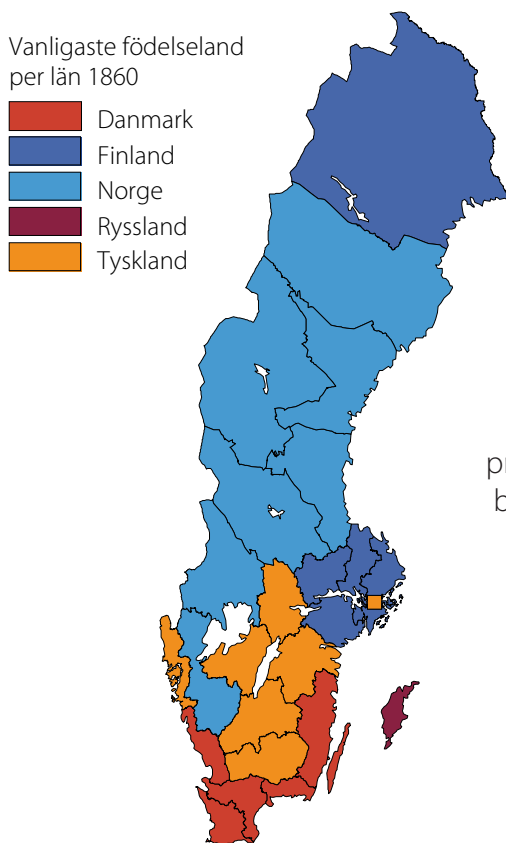 Vanligaste födelseland
per län 1860
Danmark
Finland
Norge
Ryssland
Tyskland